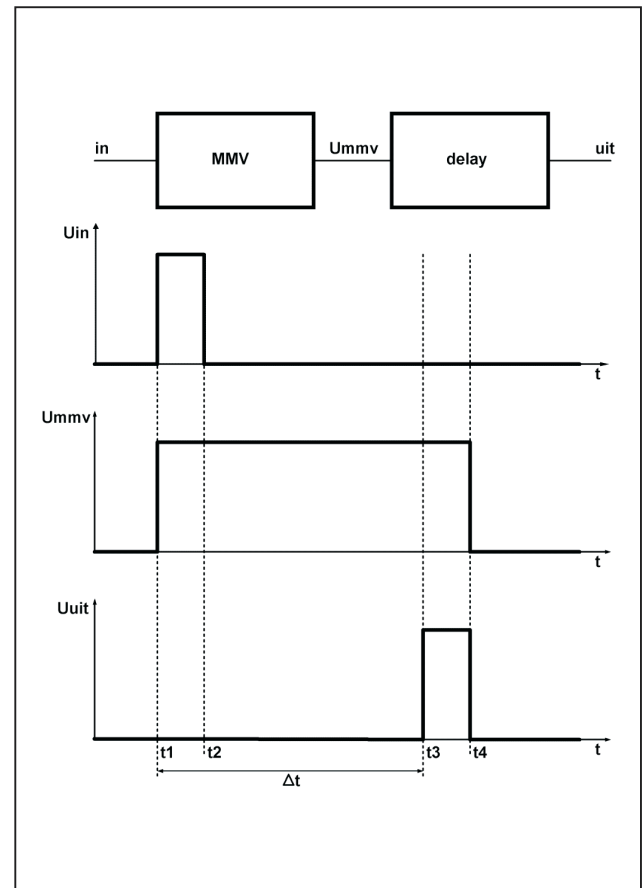 in MMV Ummv delay uit
Uin
t
Ummv
t
Uuit
t
t1 t2 t3 t4
Δt